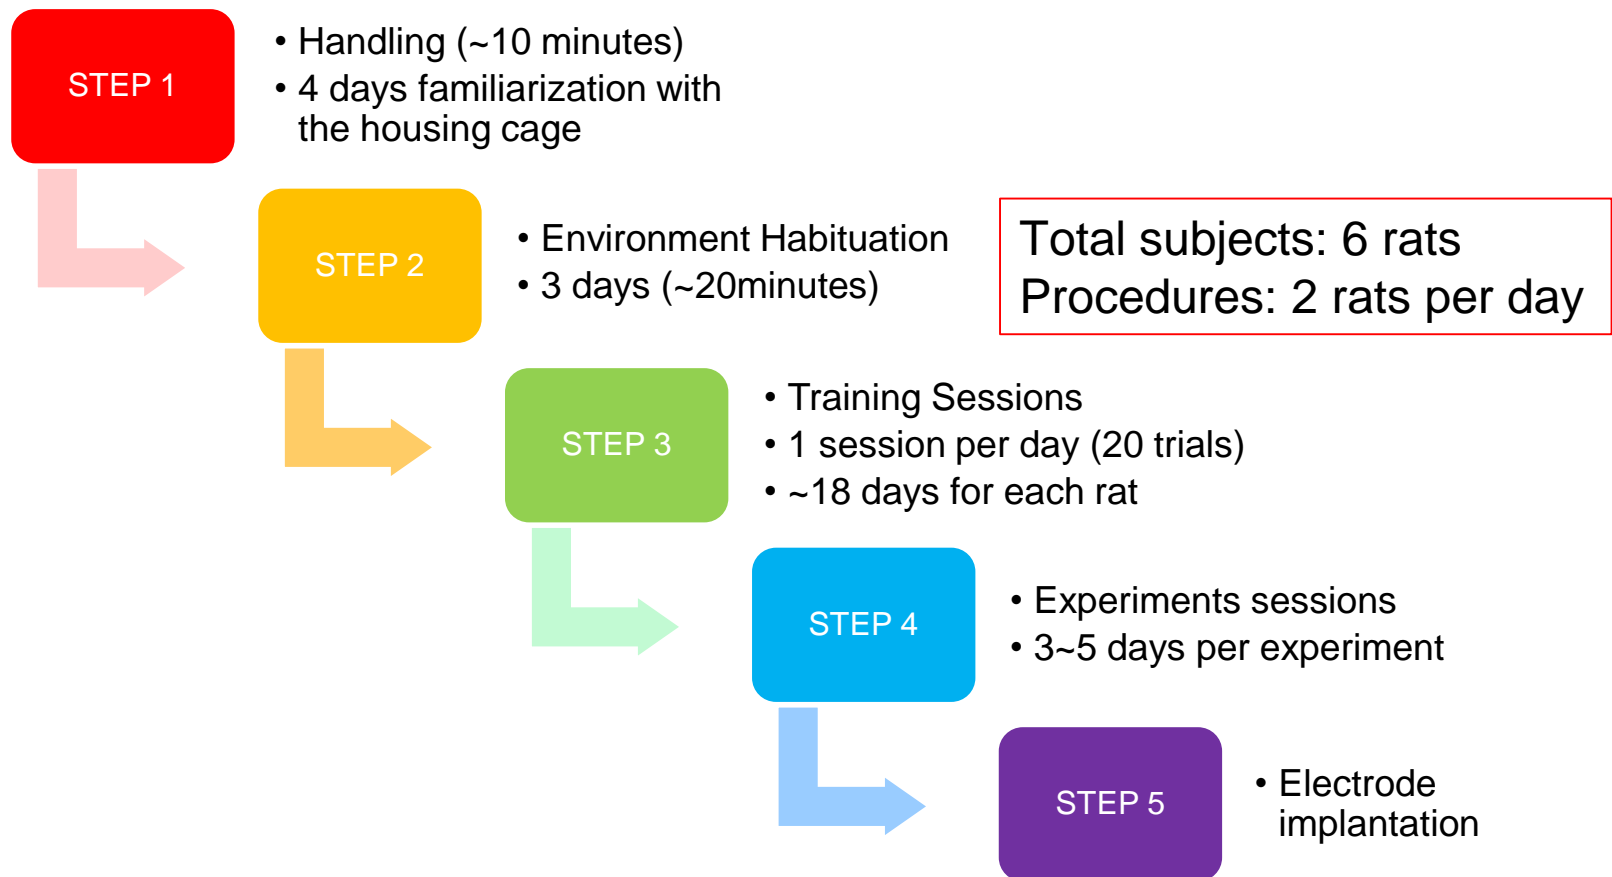 STEP 1
• Handling (~10 minutes)
• 4 days familiarization with
the housing cage
STEP 2
• Environment Habituation
• 3 days (~20minutes)
Total subjects: 6 rats
Procedures: 2 rats per day
STEP 3
• Training Sessions
• 1 session per day (20 trials)
• ~18 days for each rat
STEP 4
• Experiments sessions
• 3~5 days per experiment
STEP 5
• Electrode
implantation